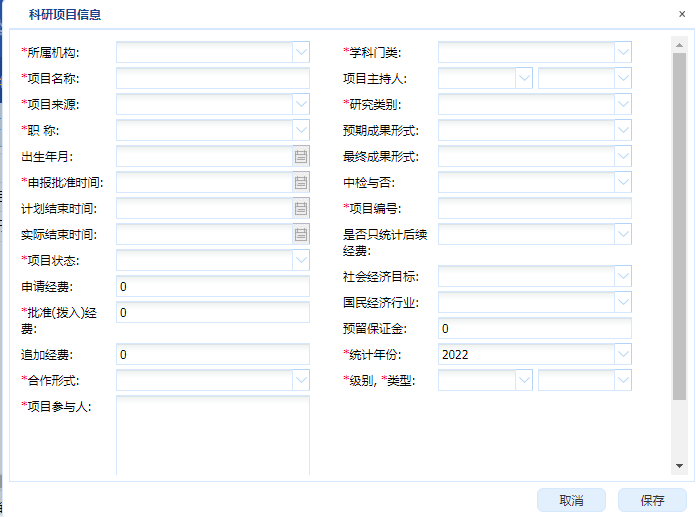 科研项目信息 ×
*所属机构: *学科门类:
*项目名称: 项目主持人:
*项目来源: *研究类别:
*职 称: 预期成果形式:
出生年月: 最终成果形式:
*申报批准时间: 中检与否:
计划结束时间: *项目编号:
实际结束时间: 是否只统计后续
经费:
*项目状态: 社会经济目标:
申请经费: 0 国民经济行业:
*批准(拨入)经
费: 0 预留保证金: 0
追加经费: 0 *统计年份: 2022
*合作形式: *级别, *类型:
*项目参与人:
取消 保存